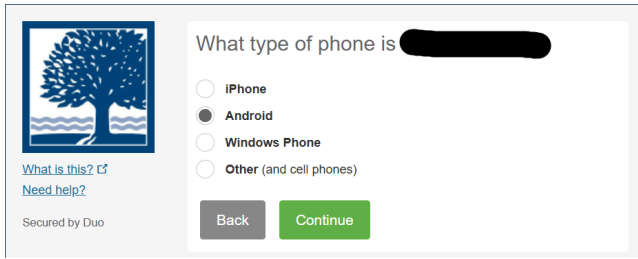 What type of phone is
iPhone
Android
Windows Phone
Other (and cell phones)
What is this?
Need help?
Secured by Duo
Back
Continue